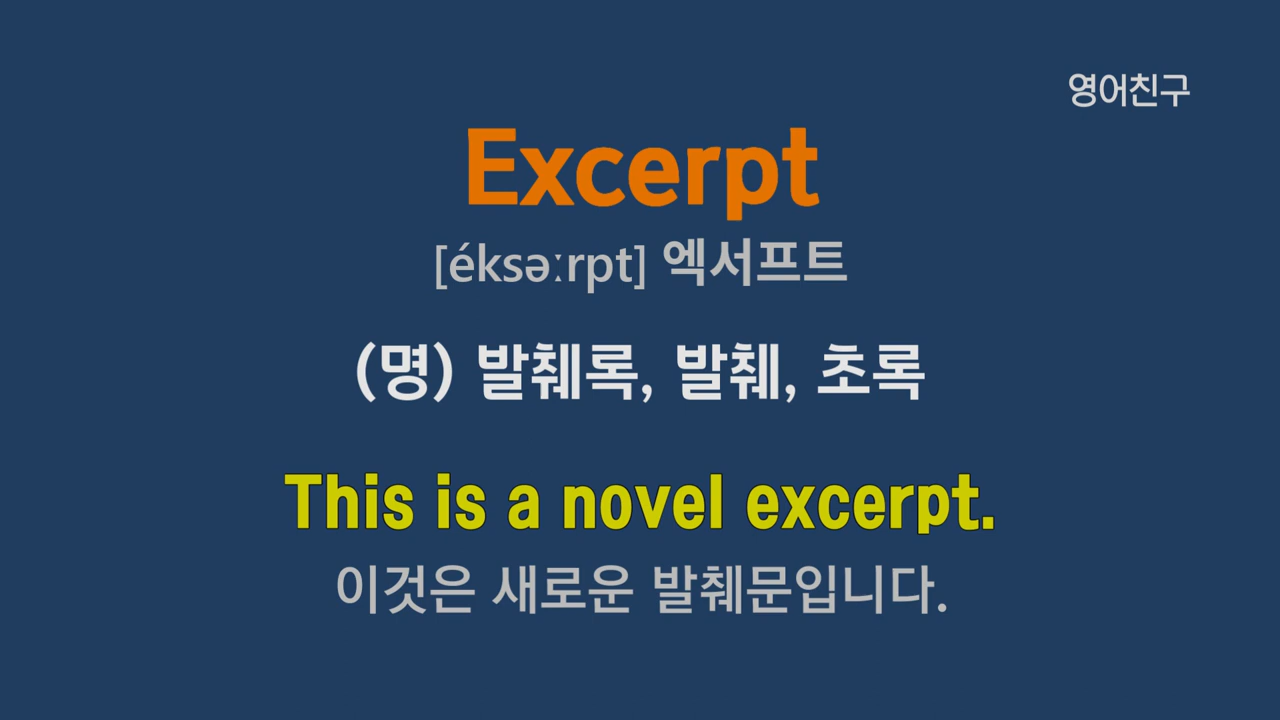 영어친구
Excerpt
[éksəːrpt] 엑서프트
(명) 발췌록, 발췌, 초록
This is a novel excerpt.
이것은 새로운 발췌문입니다.